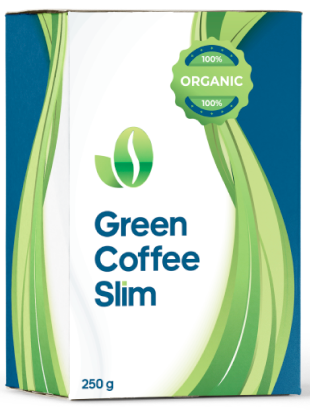 100%
ORGANIC
100%
Green
Coffee
Slim
250 g